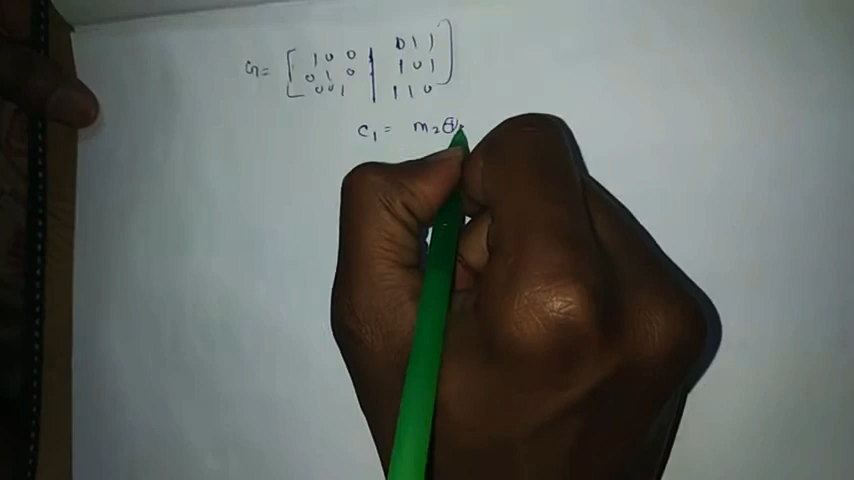 G = [ 1 0 0 | 0 1 1 ]
0 1 0 | 1 0 1
0 0 1 | 1 1 0
C₁ = m₂ ⊕